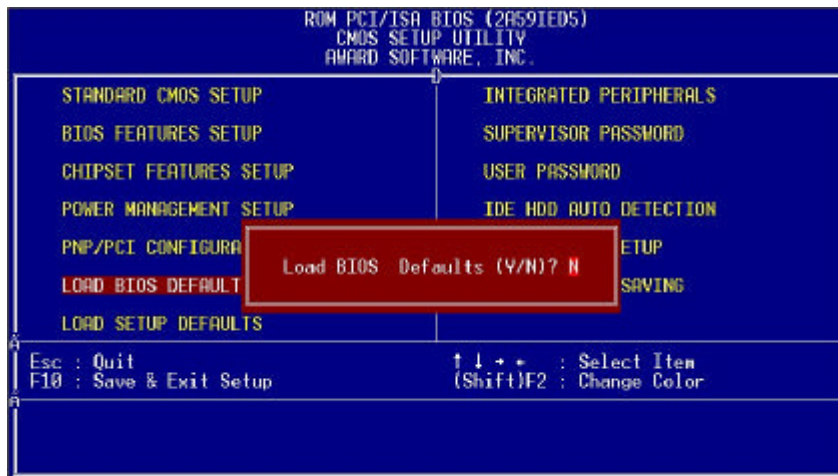 ROM PCI/ISA BIOS (2A59IED5)
CMOS SETUP UTILITY
AWARD SOFTWARE, INC.
STANDARD CMOS SETUP
BIOS FEATURES SETUP
CHIPSET FEATURES SETUP
POWER MANAGEMENT SETUP
PNP/PCI CONFIGURA
LOAD BIOS DEFAULT
LOAD SETUP DEFAULTS
INTEGRATED PERIPHERALS
SUPERVISOR PASSWORD
USER PASSWORD
IDE HDD AUTO DETECTION
ETUP
SAVING
Load BIOS Defaults (Y/N)? N
Esc : Quit
F10 : Save & Exit Setup
↑ ↓ → ← : Select Item
(Shift)F2 : Change Color